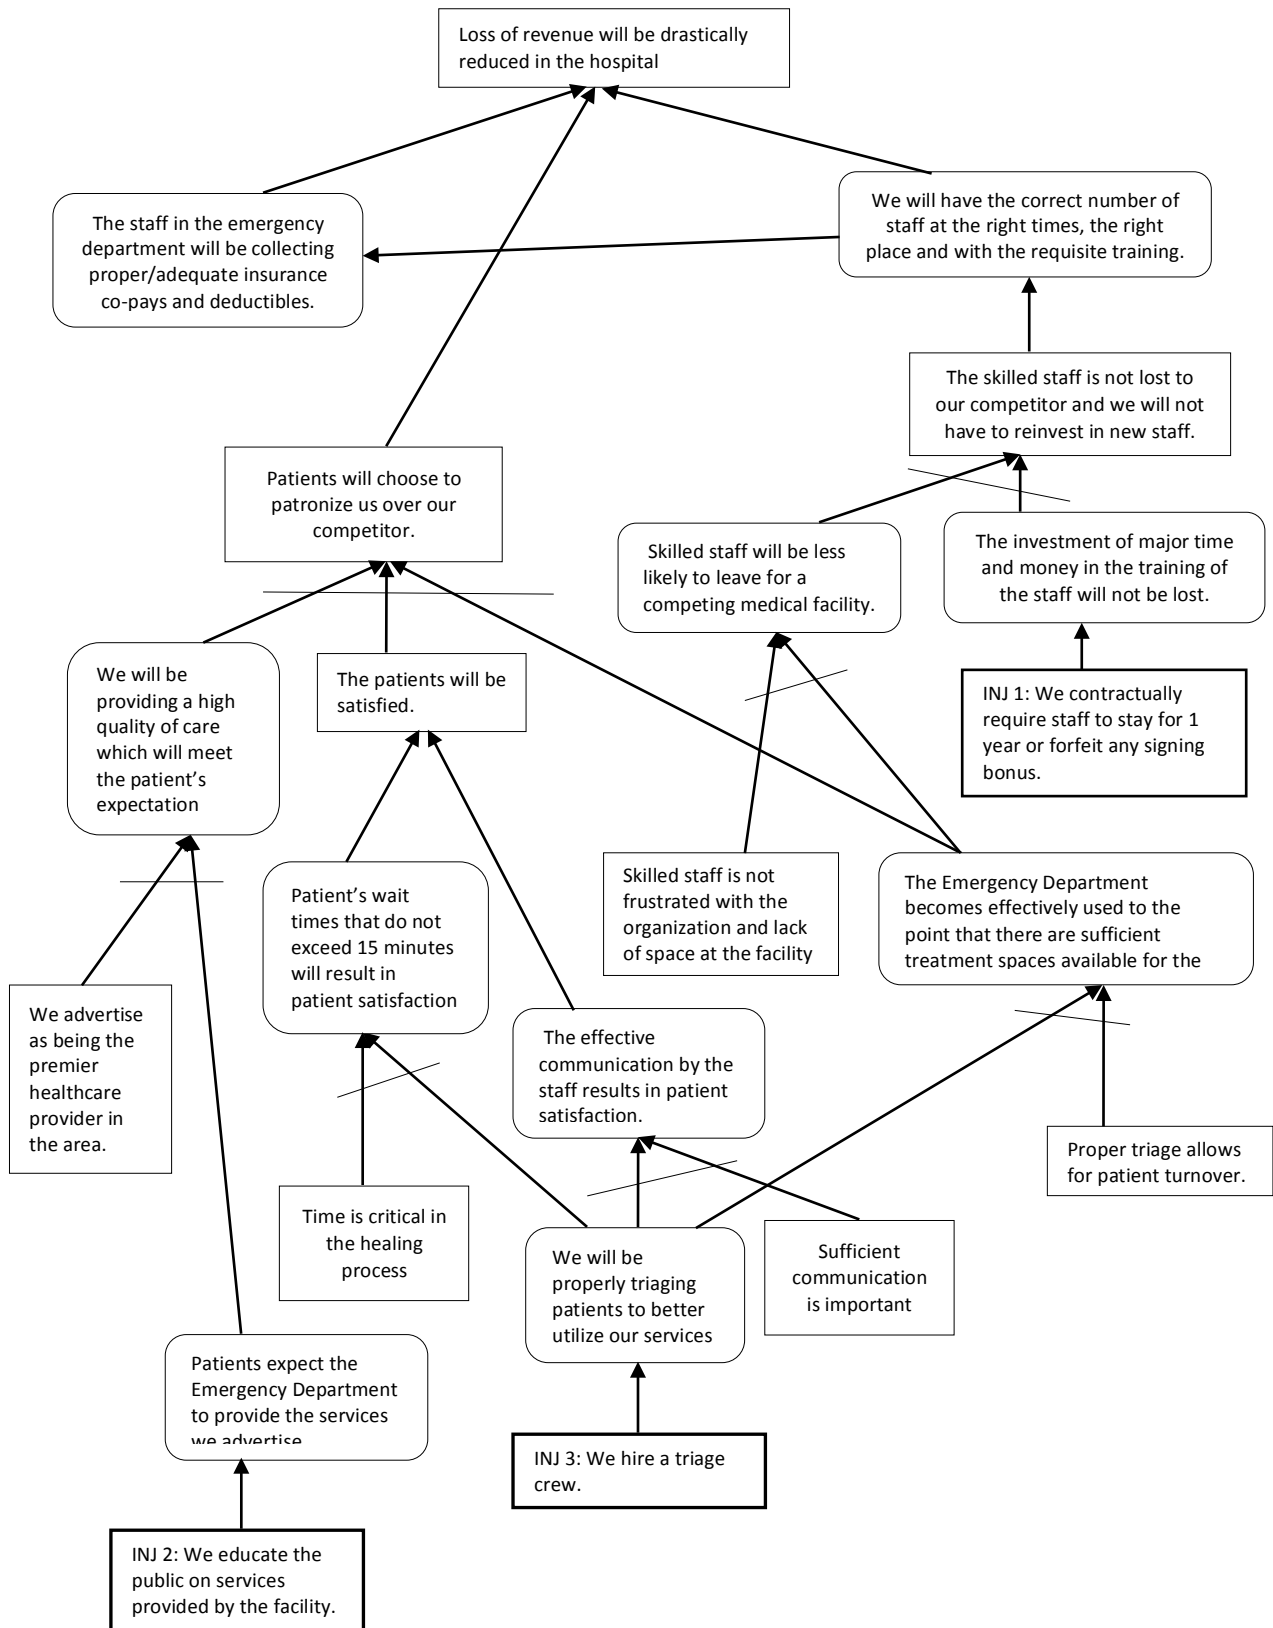 Loss of revenue will be drastically
reduced in the hospital
The staff in the emergency
department will be collecting
proper/adequate insurance
co-pays and deductibles.
We will have the correct number of
staff at the right times, the right
place and with the requisite training.
The skilled staff is not lost to
our competitor and we will not
have to reinvest in new staff.
Patients will choose to
patronize us over our
competitor.
Skilled staff will be less
likely to leave for a
competing medical facility.
The investment of major time
and money in the training of
the staff will not be lost.
We will be
providing a high
quality of care
which will meet
the patient’s
expectation
The patients will be
satisfied.
INJ 1: We contractually
require staff to stay for 1
year or forfeit any signing
bonus.
Patient’s wait
times that do not
exceed 15 minutes
will result in
patient satisfaction
Skilled staff is not
frustrated with the
organization and lack
of space at the facility
The Emergency Department
becomes effectively used to the
point that there are sufficient
treatment spaces available for the
We advertise
as being the
premier
healthcare
provider in
the area.
The effective
communication by the
staff results in patient
satisfaction.
Proper triage allows
for patient turnover.
Time is critical in
the healing
process
We will be
properly triaging
patients to better
utilize our services
Sufficient
communication
is important
Patients expect the
Emergency Department
to provide the services
we advertise
INJ 3: We hire a triage
crew.
INJ 2: We educate the
public on services
provided by the facility.